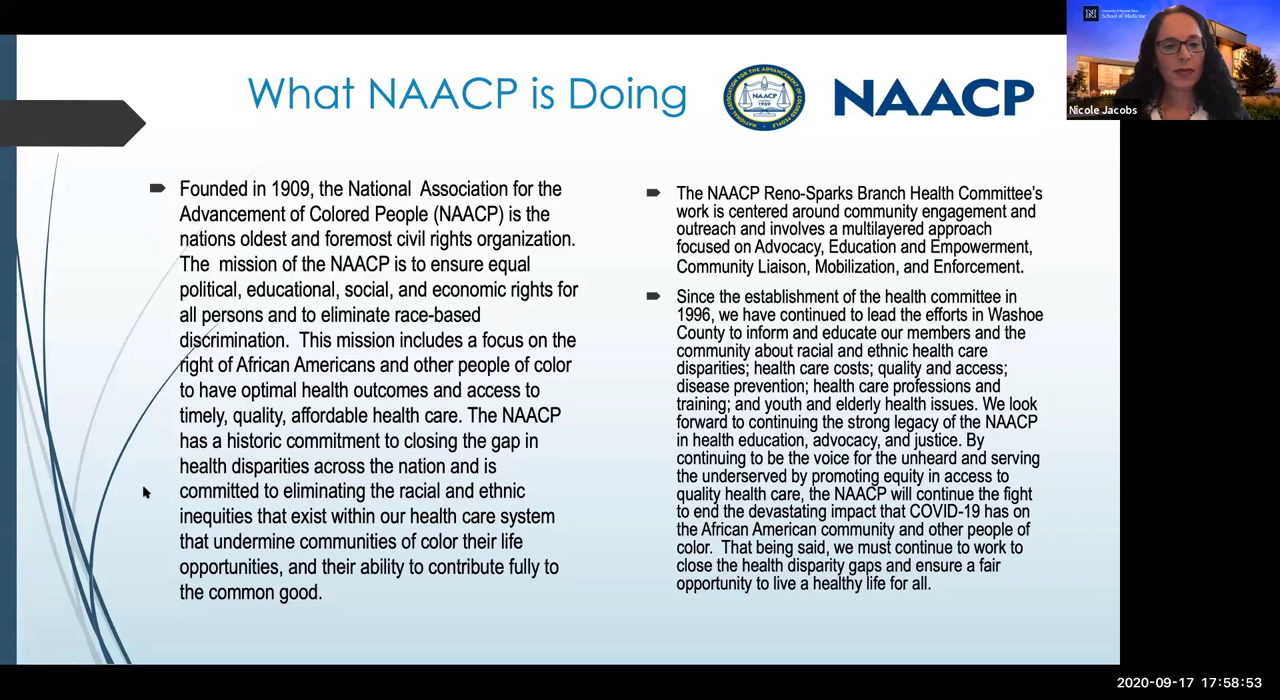 What NAACP is Doing
NATIONAL ASSOCIATION FOR THE ADVANCEMENT OF COLORED PEOPLE
NAACP
1909
NAACP
Founded in 1909, the National  Association for the
Advancement of Colored People (NAACP) is the
nations oldest and foremost civil rights organization.
The  mission of the NAACP is to ensure equal
political, educational, social, and economic rights for
all persons and to eliminate race-based
discrimination.  This mission includes a focus on the
right of African Americans and other people of color
to have optimal health outcomes and access to
timely, quality, affordable health care. The NAACP
has a historic commitment to closing the gap in
health disparities across the nation and is
committed to eliminating the racial and ethnic
inequities that exist within our health care system
that undermine communities of color their life
opportunities, and their ability to contribute fully to
the common good.
The NAACP Reno-Sparks Branch Health Committee's
work is centered around community engagement and
outreach and involves a multilayered approach
focused on Advocacy, Education and Empowerment,
Community Liaison, Mobilization, and Enforcement.
Since the establishment of the health committee in
1996, we have continued to lead the efforts in Washoe
County to inform and educate our members and the
community about racial and ethnic health care
disparities; health care costs; quality and access;
disease prevention; health care professions and
training; and youth and elderly health issues. We look
forward to continuing the strong legacy of the NAACP
in health education, advocacy, and justice. By
continuing to be the voice for the unheard and serving
the underserved by promoting equity in access to
quality health care, the NAACP will continue the fight
to end the devastating impact that COVID-19 has on
the African American community and other people of
color.  That being said, we must continue to work to
close the health disparity gaps and ensure a fair
opportunity to live a healthy life for all.
School of Medicine
Nicole Jacobs
2020-09-17 17:58:53